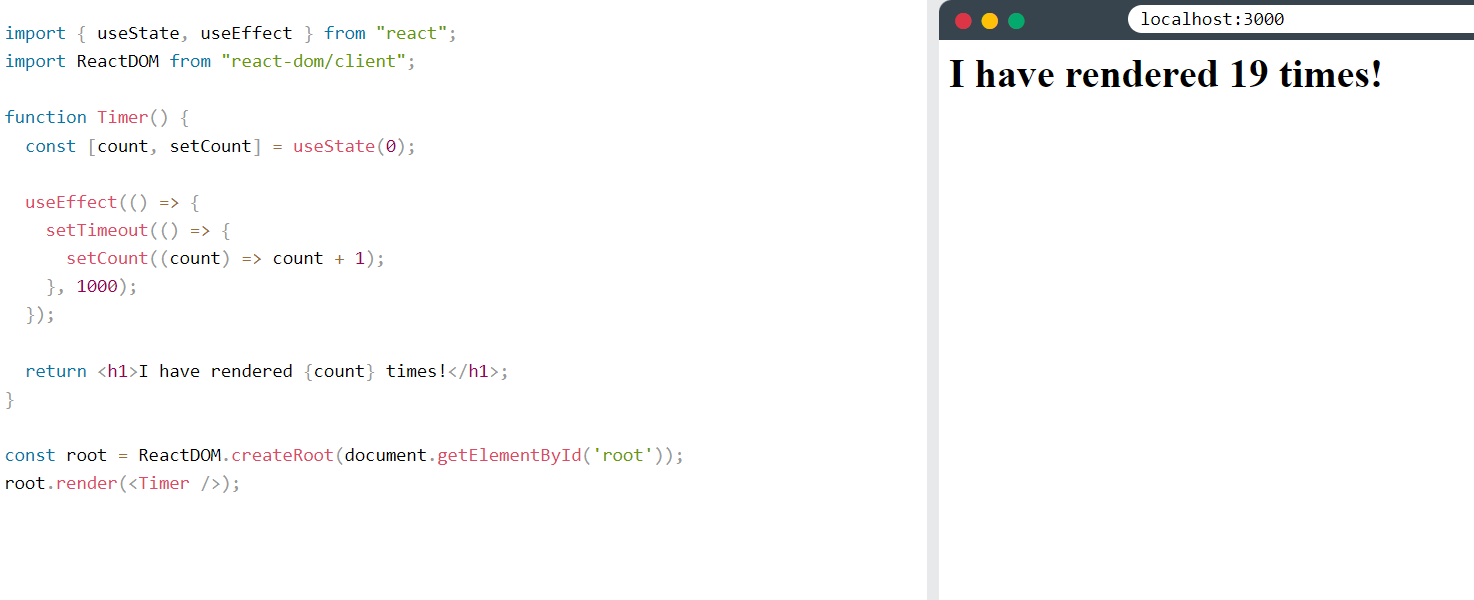 import { useState, useEffect } from "react";
import ReactDOM from "react-dom/client";
function Timer() {
const [count, setCount] = useState(0);
useEffect(() => {
setTimeout(() => {
setCount((count) => count + 1);
}, 1000);
});
return <h1>I have rendered {count} times!</h1>;
}
const root = ReactDOM.createRoot(document.getElementById('root'));
root.render(<Timer />);
localhost:3000
I have rendered 19 times!